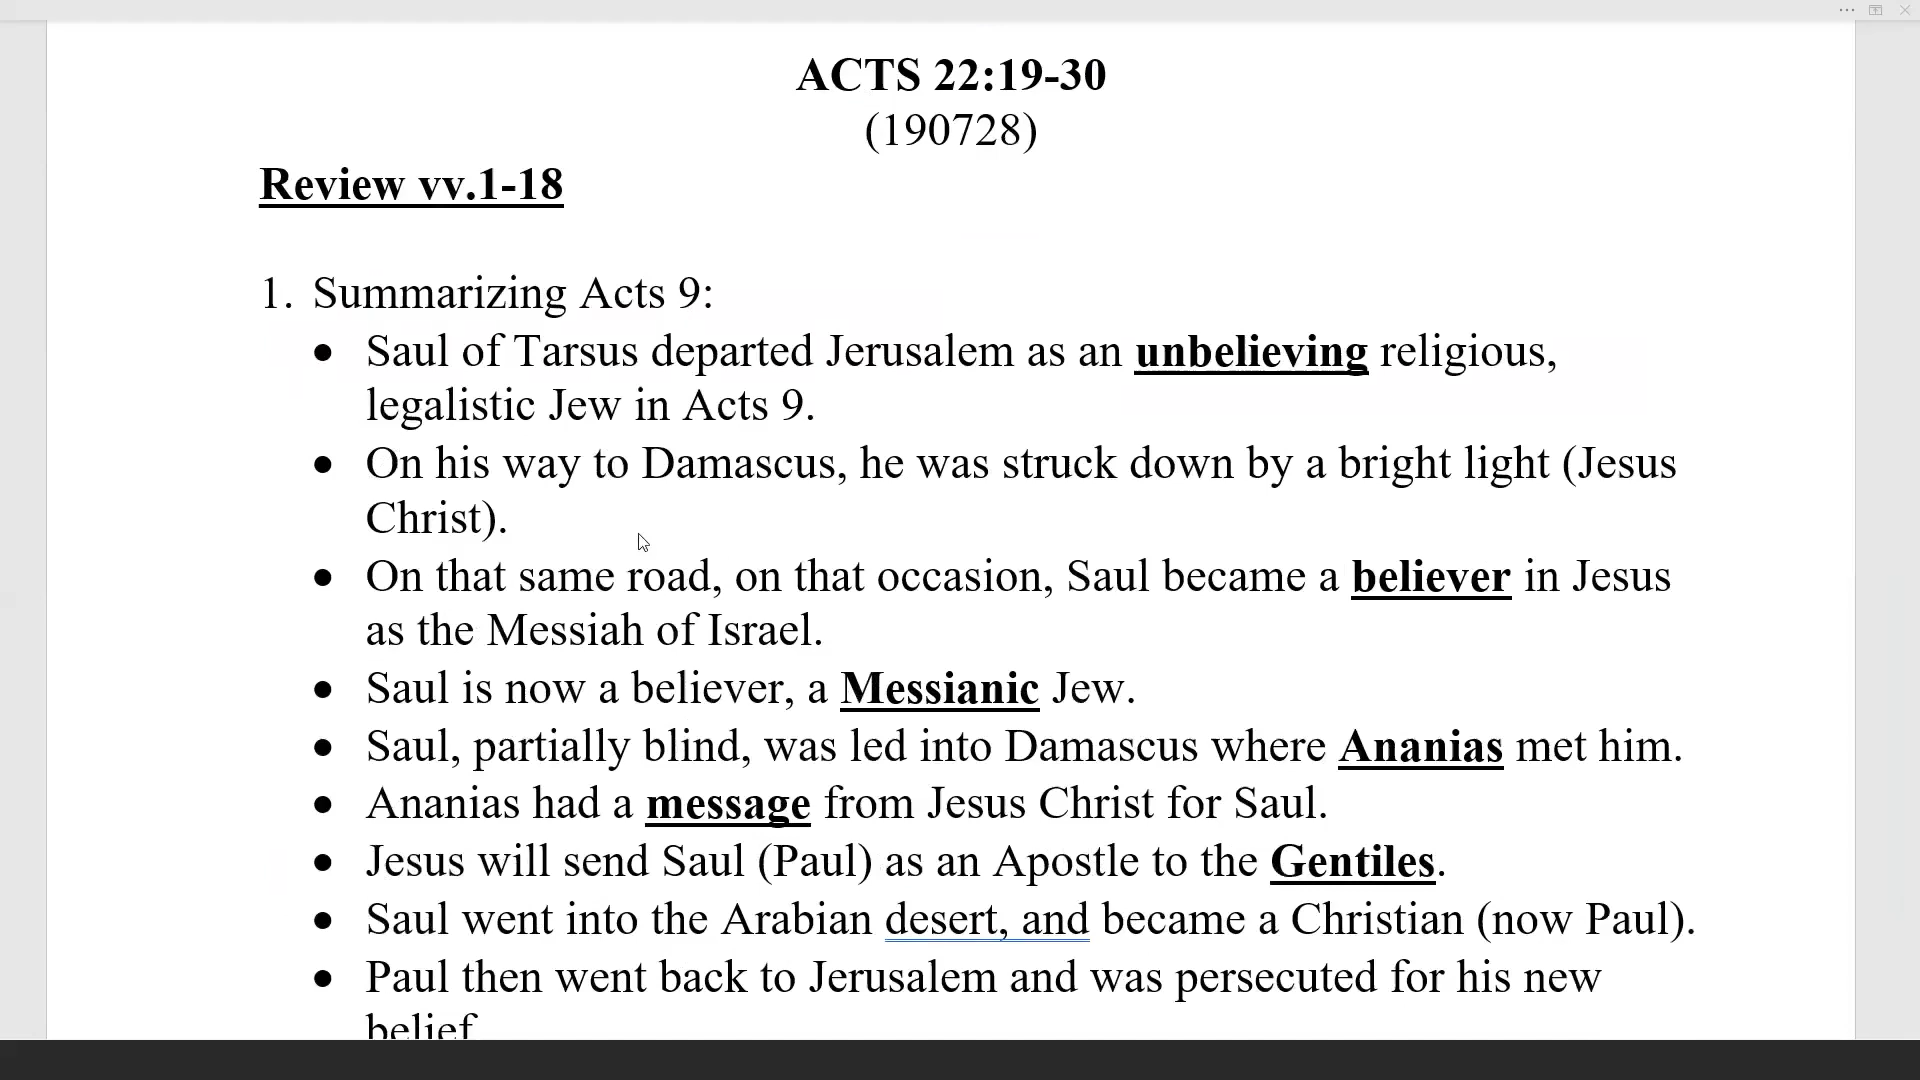 ACTS 22:19-30
(190728)
Review vv.1-18
1. Summarizing Acts 9:
• Saul of Tarsus departed Jerusalem as an unbelieving religious,
legalistic Jew in Acts 9.
• On his way to Damascus, he was struck down by a bright light (Jesus
Christ).
• On that same road, on that occasion, Saul became a believer in Jesus
as the Messiah of Israel.
• Saul is now a believer, a Messianic Jew.
• Saul, partially blind, was led into Damascus where Ananias met him.
• Ananias had a message from Jesus Christ for Saul.
• Jesus will send Saul (Paul) as an Apostle to the Gentiles.
• Saul went into the Arabian desert, and became a Christian (now Paul).
• Paul then went back to Jerusalem and was persecuted for his new
belief